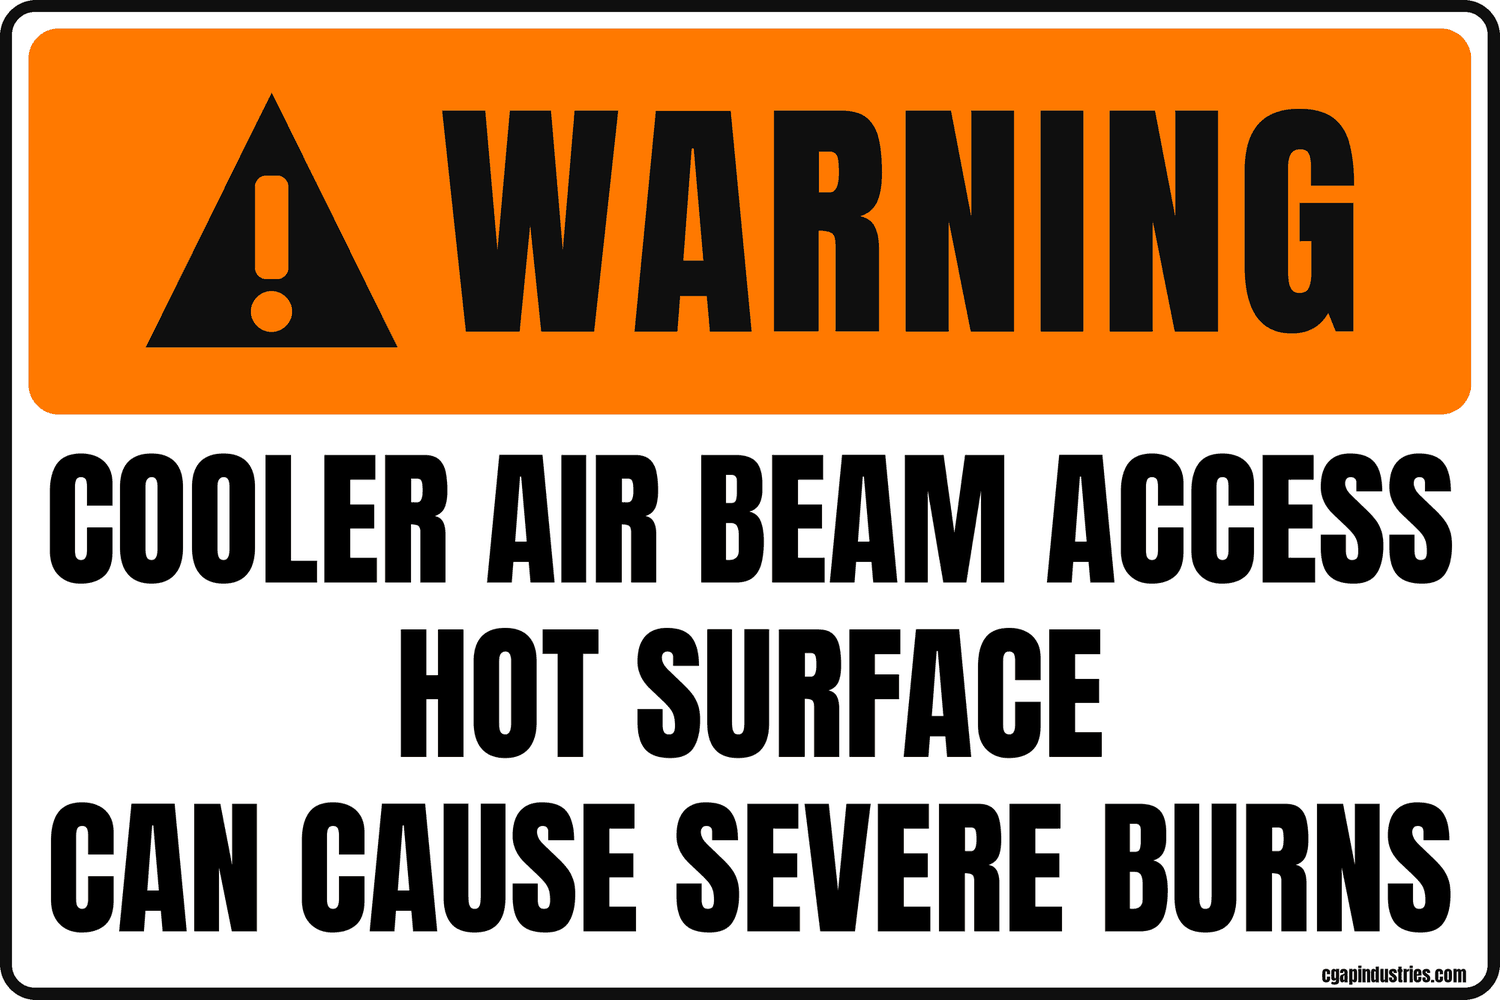 WARNING
COOLER AIR BEAM ACCESS
HOT SURFACE
CAN CAUSE SEVERE BURNS
cgapindustries.com